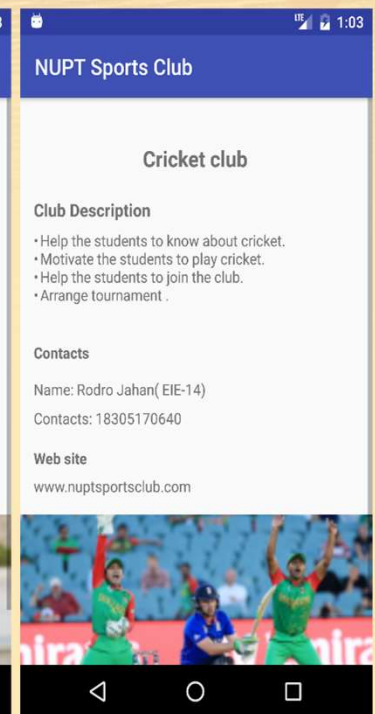 LTE 1:03
NUPT Sports Club
Cricket club
Club Description
• Help the students to know about cricket.
• Motivate the students to play cricket.
• Help the students to join the club.
• Arrange tournament .
Contacts
Name: Rodro Jahan( EIE-14)
Contacts: 18305170640
Web site
www.nuptsportsclub.com